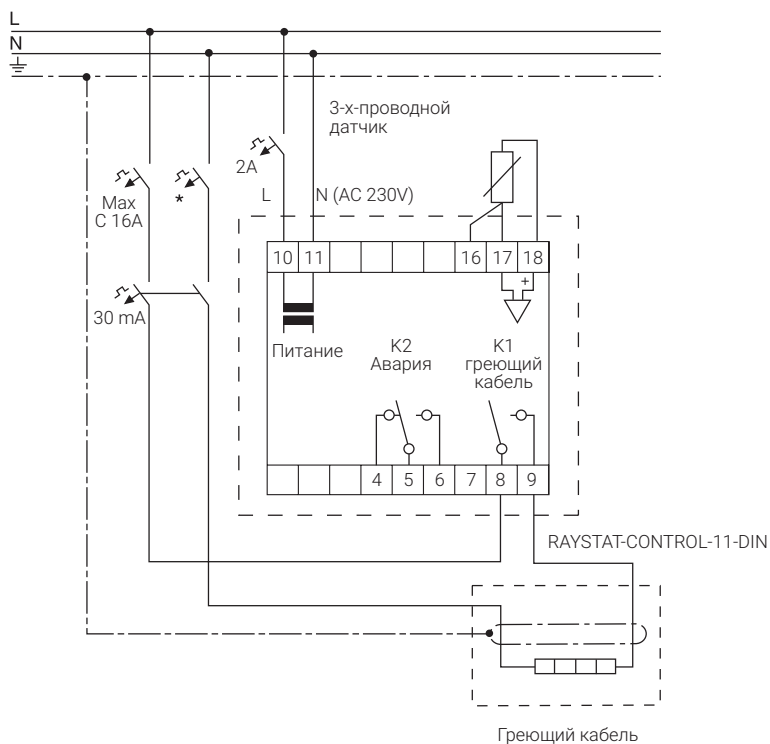 L
N
3-х-проводной
датчик
2A
L
N (AC 230V)
Max
C 16A
*
10 11 16 17 18
+
30 mA
Питание
K2
Авария
K1
греющий
кабель
4 5 6 7 8 9
RAYSTAT-CONTROL-11-DIN
Греющий кабель